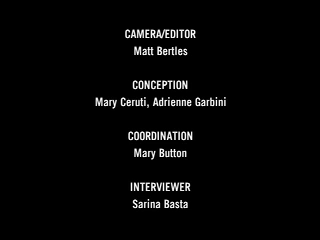 CAMERA/EDITOR
Matt Bertles
CONCEPTION
Mary Ceruti, Adrienne Garbini
COORDINATION
Mary Button
INTERVIEWER
Sarina Basta